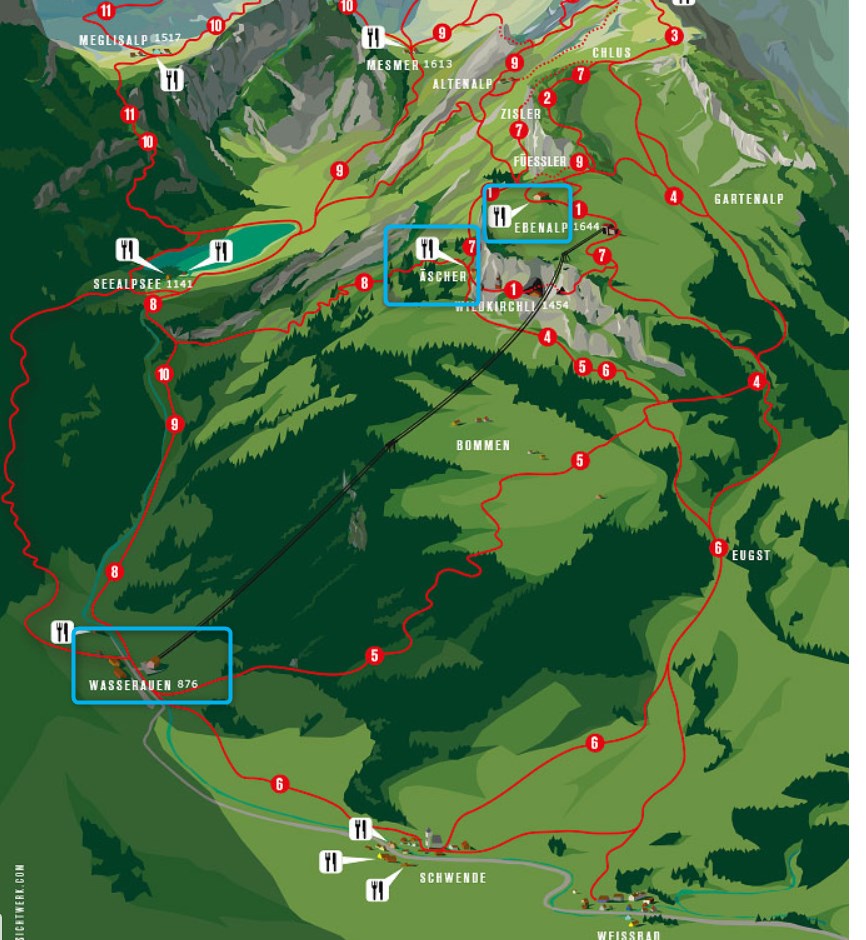 11
10
10
MEGLISALP 1517
9
3
MESMER 1613
CHLUS
9
ALTENALP
7
2
11
ZISLER
7
10
FÜESSLER
9
9
4
GARTENALP
1
1
EBENALP 1644
7
7
ÄSCHER
SEEALPSEE 1141
8
8
1
WILDKIRCHLI 1454
4
10
5
6
4
9
BOMMEN
5
6
EUGST
8
5
WASSERAUEN 876
6
6
SCHWENDE
SICHTWERK.COM
WEISSBAD